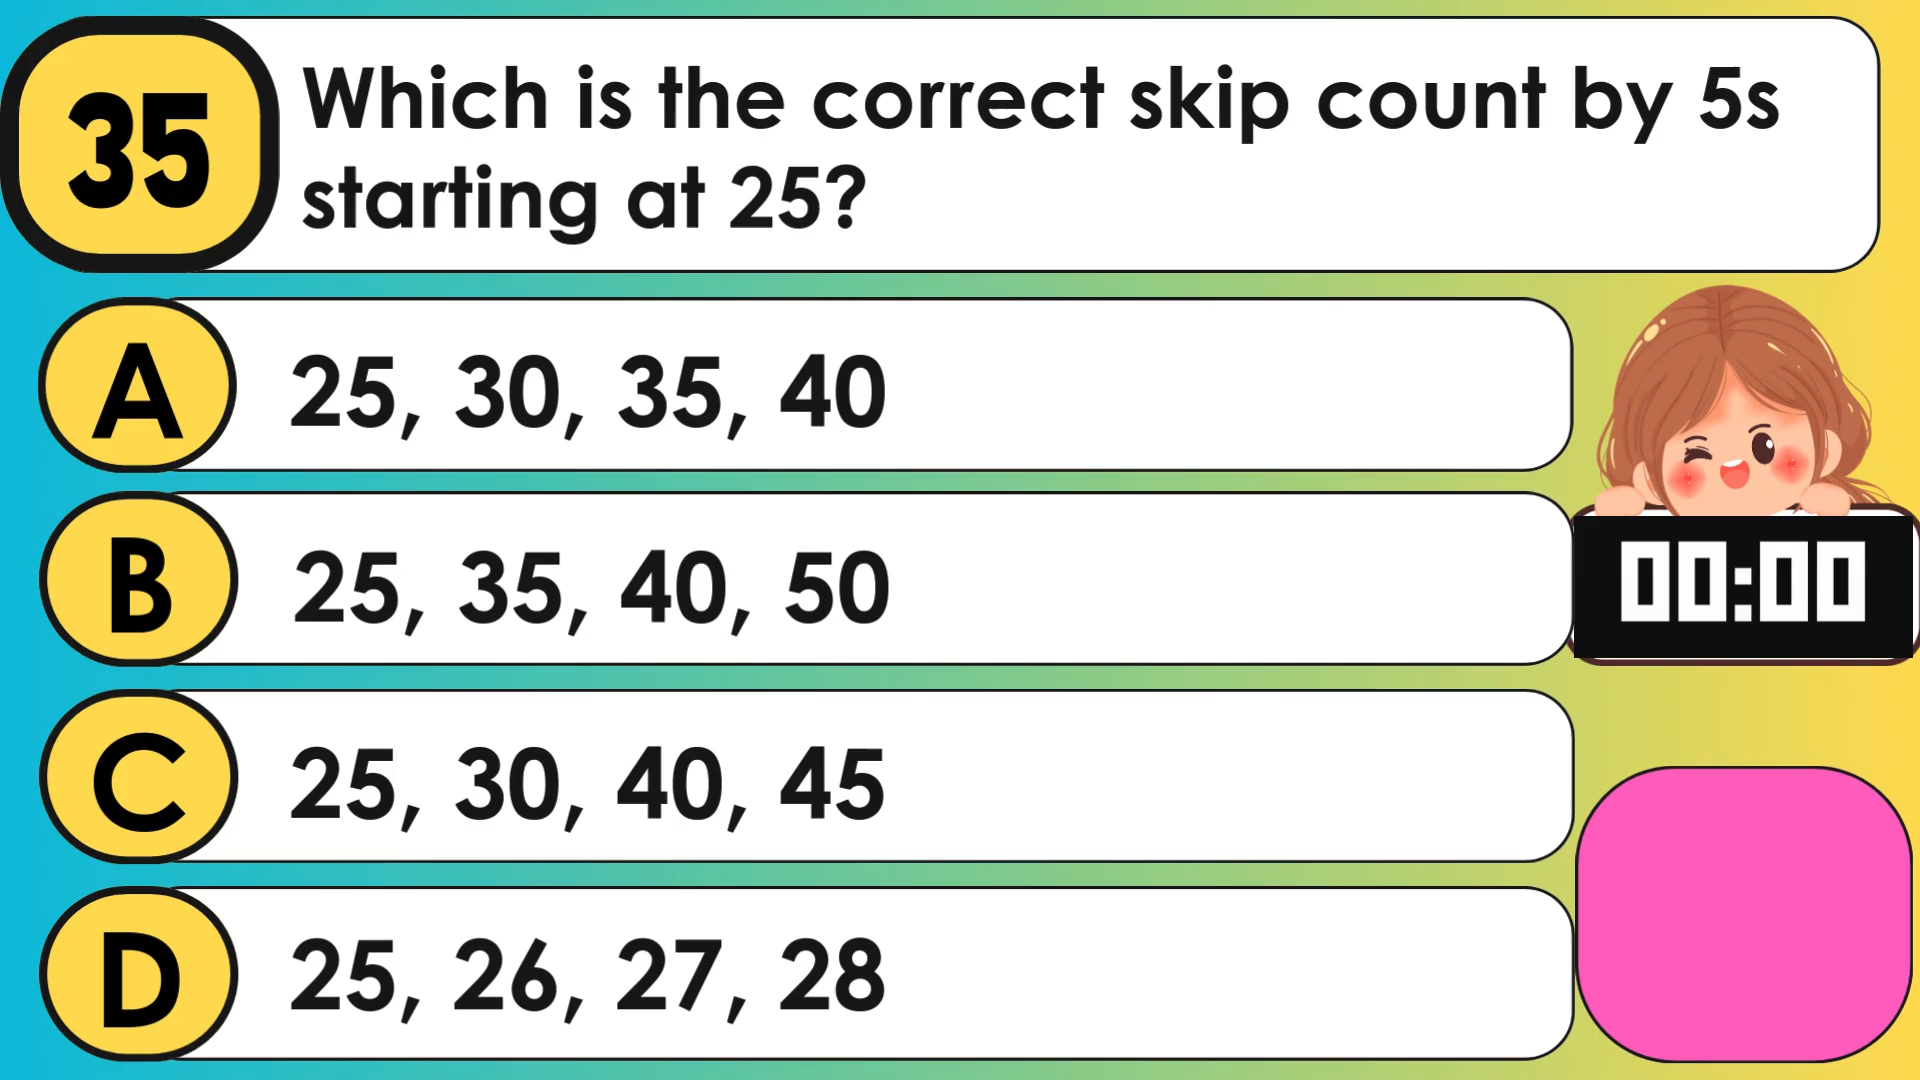 35
Which is the correct skip count by 5s
starting at 25?
A
25, 30, 35, 40
B
25, 35, 40, 50
00:00
C
25, 30, 40, 45
D
25, 26, 27, 28